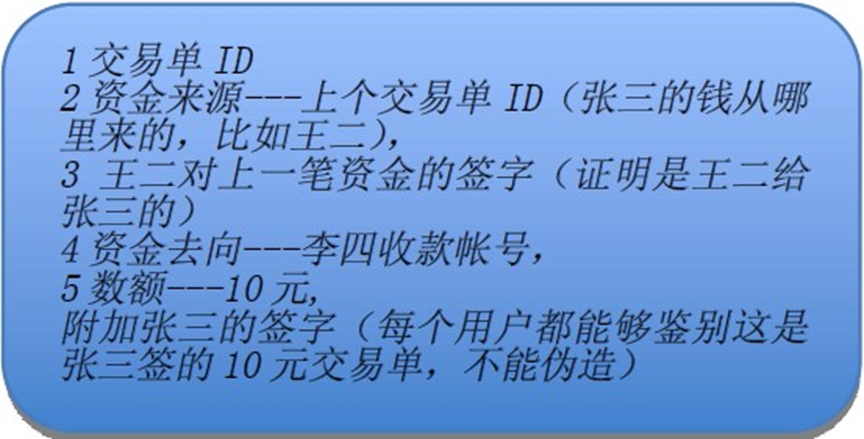 1 交易单 ID
2 资金来源---上个交易单 ID（张三的钱从哪
里来的，比如王二），
3 王二对上一笔资金的签字（证明是王二给
张三的）
4 资金去向---李四收款帐号，
5 数额---10 元,
附加张三的签字（每个用户都能够鉴别这是
张三签的 10 元交易单，不能伪造）